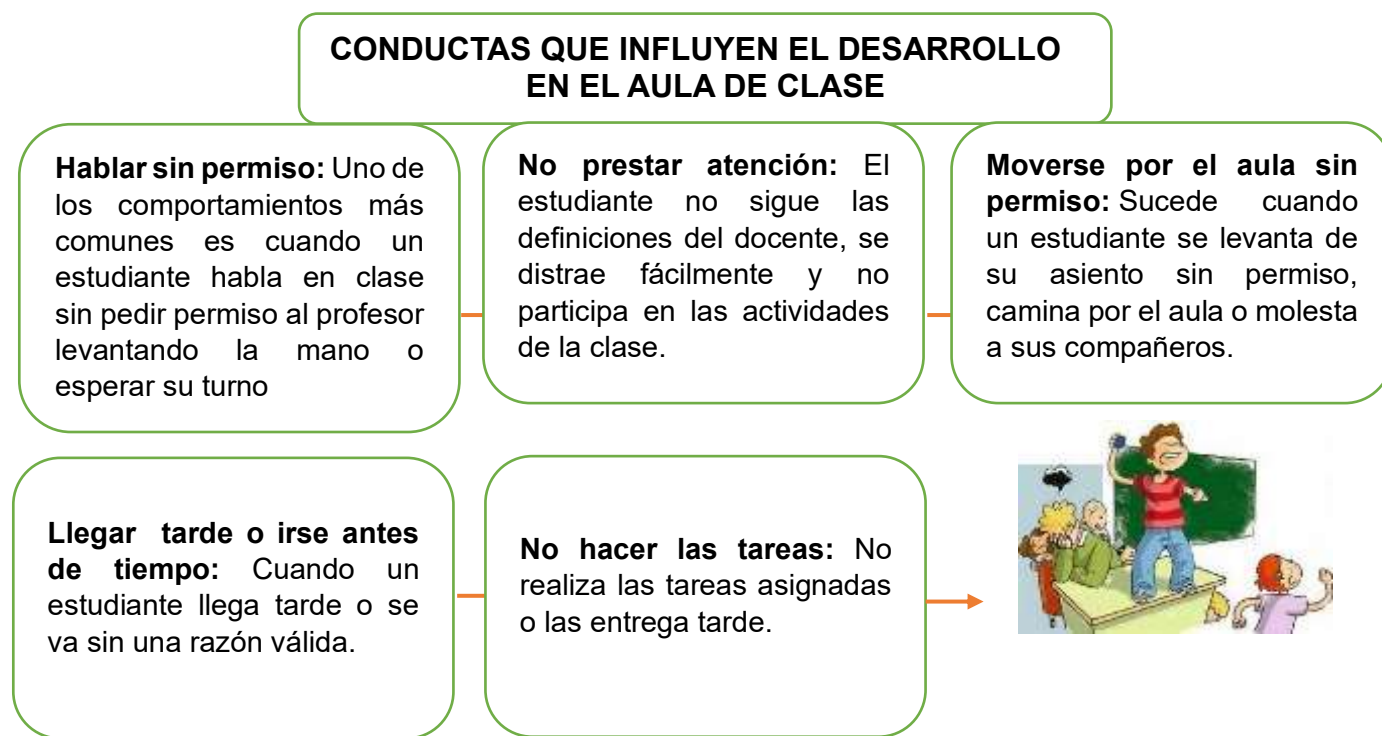 CONDUCTAS QUE INFLUYEN EL DESARROLLO
EN EL AULA DE CLASE
Hablar sin permiso: Uno de
los comportamientos más
comunes es cuando un
estudiante habla en clase
sin pedir permiso al profesor
levantando la mano o
esperar su turno
No prestar atención: El
estudiante no sigue las
definiciones del docente, se
distrae fácilmente y no
participa en las actividades
de la clase.
Moverse por el aula sin
permiso: Sucede cuando
un estudiante se levanta de
su asiento sin permiso,
camina por el aula o molesta
a sus compañeros.
Llegar tarde o irse antes
de tiempo: Cuando un
estudiante llega tarde o se
va sin una razón válida.
No hacer las tareas: No
realiza las tareas asignadas
o las entrega tarde.